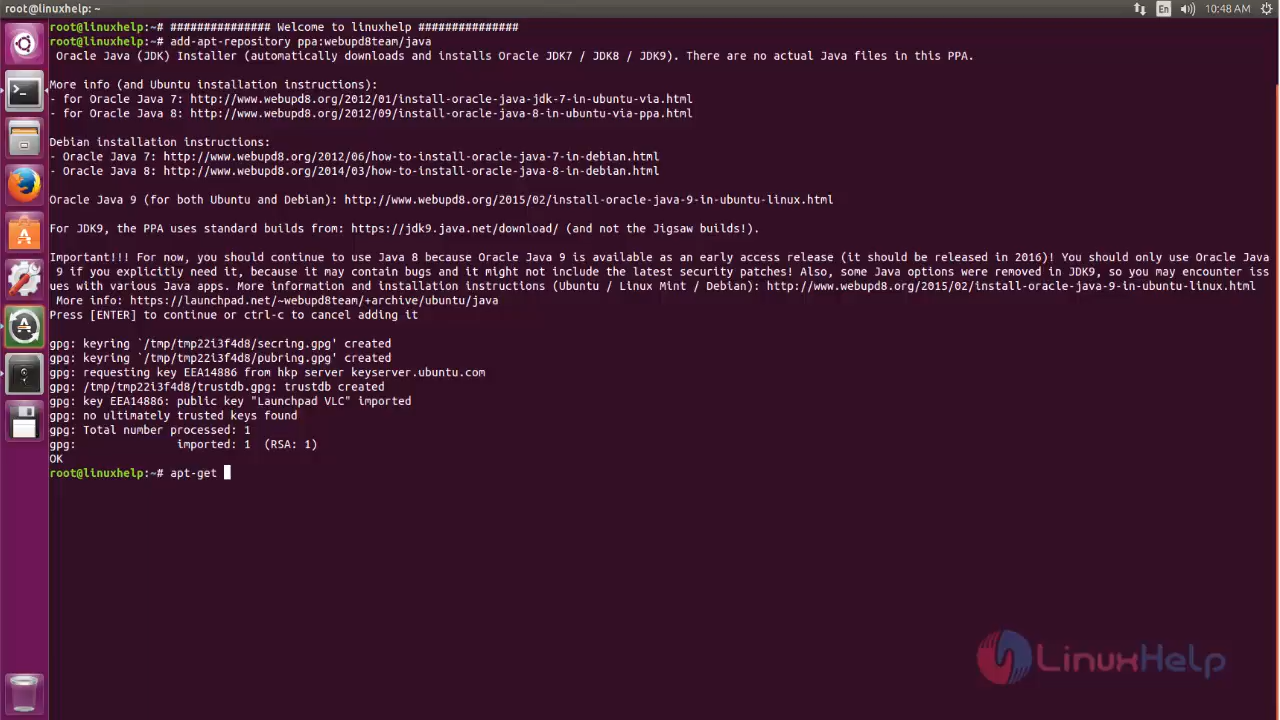 root@linuxhelp: ~
En
10:48 AM
root@linuxhelp:~# ############### Welcome to linuxhelp ###############
root@linuxhelp:~# add-apt-repository ppa:webupd8team/java
Oracle Java (JDK) Installer (automatically downloads and installs Oracle JDK7 / JDK8 / JDK9). There are no actual Java files in this PPA.
More info (and Ubuntu installation instructions):
- for Oracle Java 7: http://www.webupd8.org/2012/01/install-oracle-java-jdk-7-in-ubuntu-via.html
- for Oracle Java 8: http://www.webupd8.org/2012/09/install-oracle-java-8-in-ubuntu-via-ppa.html
Debian installation instructions:
- Oracle Java 7: http://www.webupd8.org/2012/06/how-to-install-oracle-java-7-in-debian.html
- Oracle Java 8: http://www.webupd8.org/2014/03/how-to-install-oracle-java-8-in-debian.html
Oracle Java 9 (for both Ubuntu and Debian): http://www.webupd8.org/2015/02/install-oracle-java-9-in-ubuntu-linux.html
For JDK9, the PPA uses standard builds from: https://jdk9.java.net/download/ (and not the Jigsaw builds!).
Important!!! For now, you should continue to use Java 8 because Oracle Java 9 is available as an early access release (it should be released in 2016)! You should only use Oracle Java
9 if you explicitly need it, because it may contain bugs and it might not include the latest security patches! Also, some Java options were removed in JDK9, so you may encounter iss
ues with various Java apps. More information and installation instructions (Ubuntu / Linux Mint / Debian): http://www.webupd8.org/2015/02/install-oracle-java-9-in-ubuntu-linux.html
More info: https://launchpad.net/~webupd8team/+archive/ubuntu/java
Press [ENTER] to continue or ctrl-c to cancel adding it
gpg: keyring `/tmp/tmp22i3f4d8/secring.gpg' created
gpg: keyring `/tmp/tmp22i3f4d8/pubring.gpg' created
gpg: requesting key EEA14886 from hkp server keyserver.ubuntu.com
gpg: /tmp/tmp22i3f4d8/trustdb.gpg: trustdb created
gpg: key EEA14886: public key "Launchpad VLC" imported
gpg: no ultimately trusted keys found
gpg: Total number processed: 1
gpg:               imported: 1  (RSA: 1)
OK
root@linuxhelp:~# apt-get
LinuxHelp